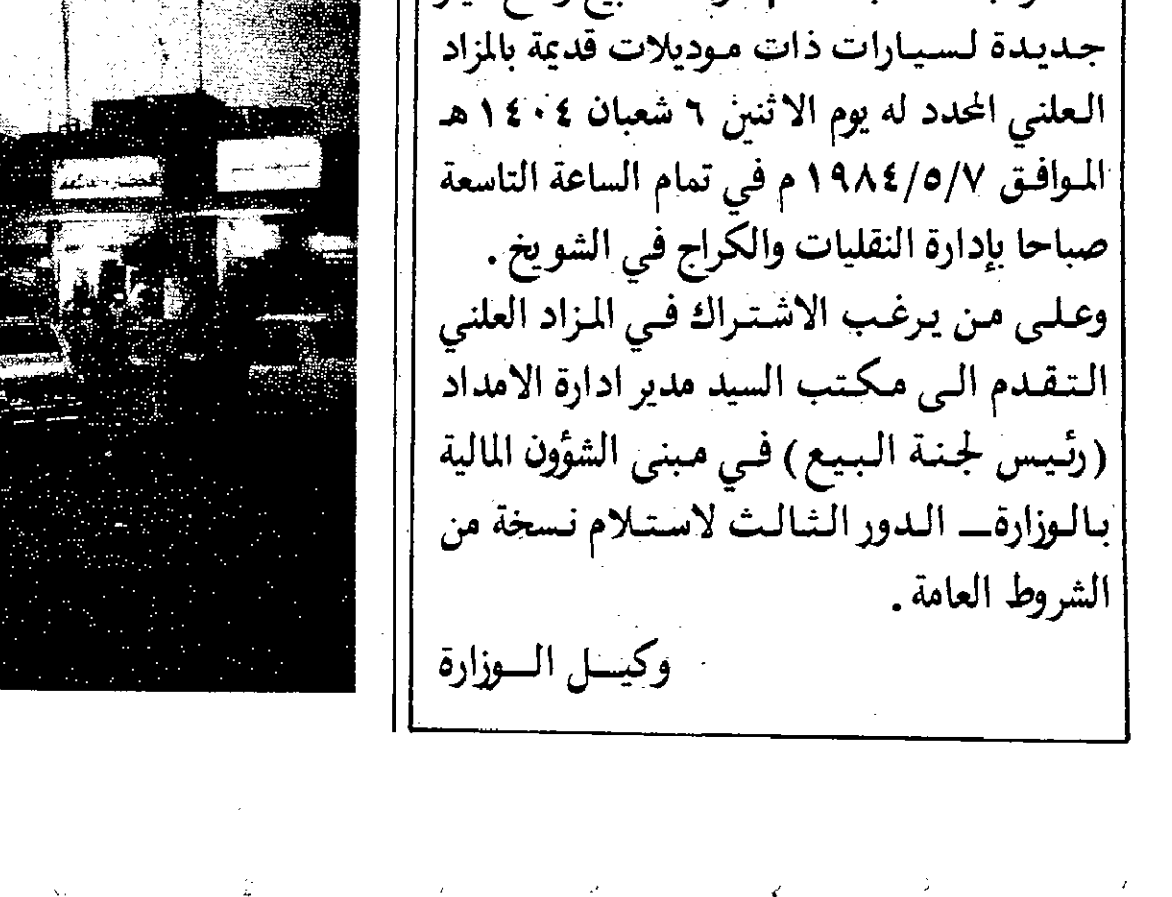 جديدة لسيارات ذات موديلات قديمة بالمزاد
العلني المحدد له يوم الاثنين ٦ شعبان ١٤٠٤ هـ
الموافق ١٩٨٤/٥/٧ م في تمام الساعة التاسعة
صباحا بإدارة النقليات والكراج في الشويخ .
وعلى من يرغب الاشتراك في المزاد العلني
التقدم الى مكتب السيد مدير ادارة الامداد
(رئيس لجنة البيع) في مبنى الشؤون المالية
بالوزارة ــ الدور الثالث لاستلام نسخة من
الشروط العامة .
وكيل الوزارة